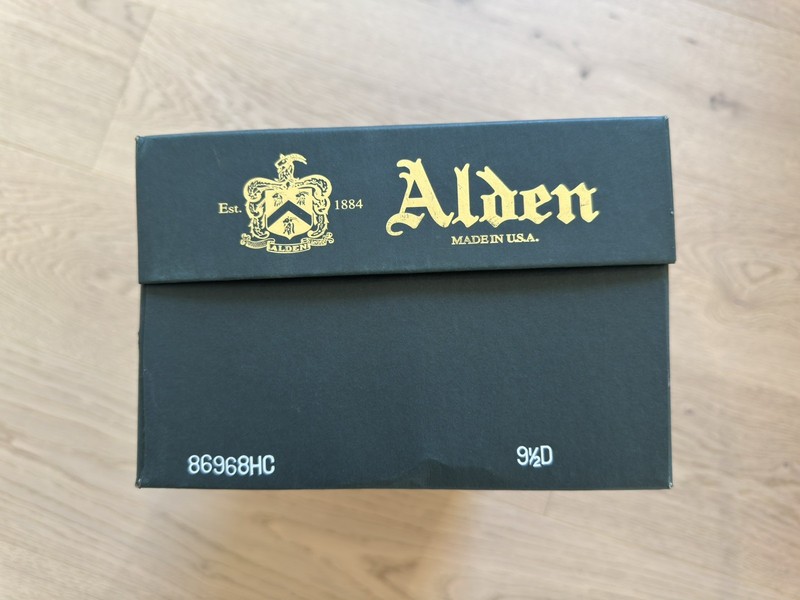 Est. 1884
ALDEN
Alden
MADE IN U.S.A.
86968HC
9½D